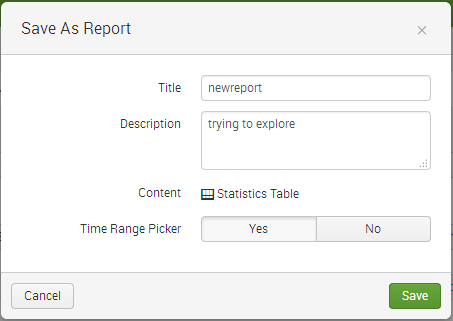 Save As Report
×
Title newreport
Description trying to explore
Content Statistics Table
Time Range Picker Yes No
Cancel Save